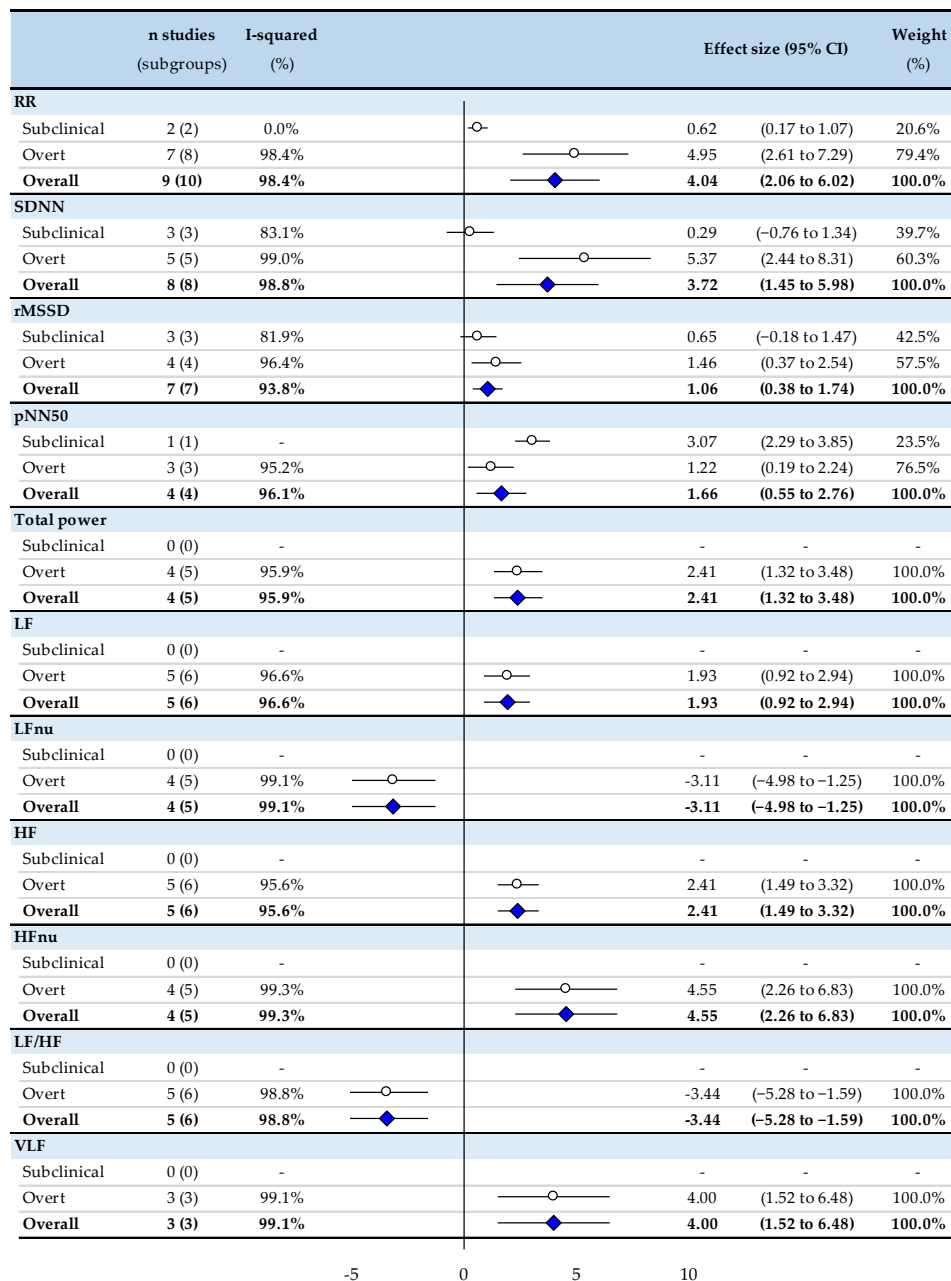 n studies I-squared Effect size (95% CI) Weight
(subgroups) (%) (%)
RR
Subclinical 2 (2) 0.0% 0.62 (0.17 to 1.07) 20.6%
Overt 7 (8) 98.4% 4.95 (2.61 to 7.29) 79.4%
Overall 9 (10) 98.4% 4.04 (2.06 to 6.02) 100.0%
SDNN
Subclinical 3 (3) 83.1% 0.29 (−0.76 to 1.34) 39.7%
Overt 5 (5) 99.0% 5.37 (2.44 to 8.31) 60.3%
Overall 8 (8) 98.8% 3.72 (1.45 to 5.98) 100.0%
rMSSD
Subclinical 3 (3) 81.9% 0.65 (−0.18 to 1.47) 42.5%
Overt 4 (4) 96.4% 1.46 (0.37 to 2.54) 57.5%
Overall 7 (7) 93.8% 1.06 (0.38 to 1.74) 100.0%
pNN50
Subclinical 1 (1) - 3.07 (2.29 to 3.85) 23.5%
Overt 3 (3) 95.2% 1.22 (0.19 to 2.24) 76.5%
Overall 4 (4) 96.1% 1.66 (0.55 to 2.76) 100.0%
Total power
Subclinical 0 (0) - - - -
Overt 4 (5) 95.9% 2.41 (1.32 to 3.48) 100.0%
Overall 4 (5) 95.9% 2.41 (1.32 to 3.48) 100.0%
LF
Subclinical 0 (0) - - - -
Overt 5 (6) 96.6% 1.93 (0.92 to 2.94) 100.0%
Overall 5 (6) 96.6% 1.93 (0.92 to 2.94) 100.0%
LFnu
Subclinical 0 (0) - - - -
Overt 4 (5) 99.1% -3.11 (−4.98 to −1.25) 100.0%
Overall 4 (5) 99.1% -3.11 (−4.98 to −1.25) 100.0%
HF
Subclinical 0 (0) - - - -
Overt 5 (6) 95.6% 2.41 (1.49 to 3.32) 100.0%
Overall 5 (6) 95.6% 2.41 (1.49 to 3.32) 100.0%
HFnu
Subclinical 0 (0) - - - -
Overt 4 (5) 99.3% 4.55 (2.26 to 6.83) 100.0%
Overall 4 (5) 99.3% 4.55 (2.26 to 6.83) 100.0%
LF/HF
Subclinical 0 (0) - - - -
Overt 5 (6) 98.8% -3.44 (−5.28 to −1.59) 100.0%
Overall 5 (6) 98.8% -3.44 (−5.28 to −1.59) 100.0%
VLF
Subclinical 0 (0) - - - -
Overt 3 (3) 99.1% 4.00 (1.52 to 6.48) 100.0%
Overall 3 (3) 99.1% 4.00 (1.52 to 6.48) 100.0%
-5 0 5 10